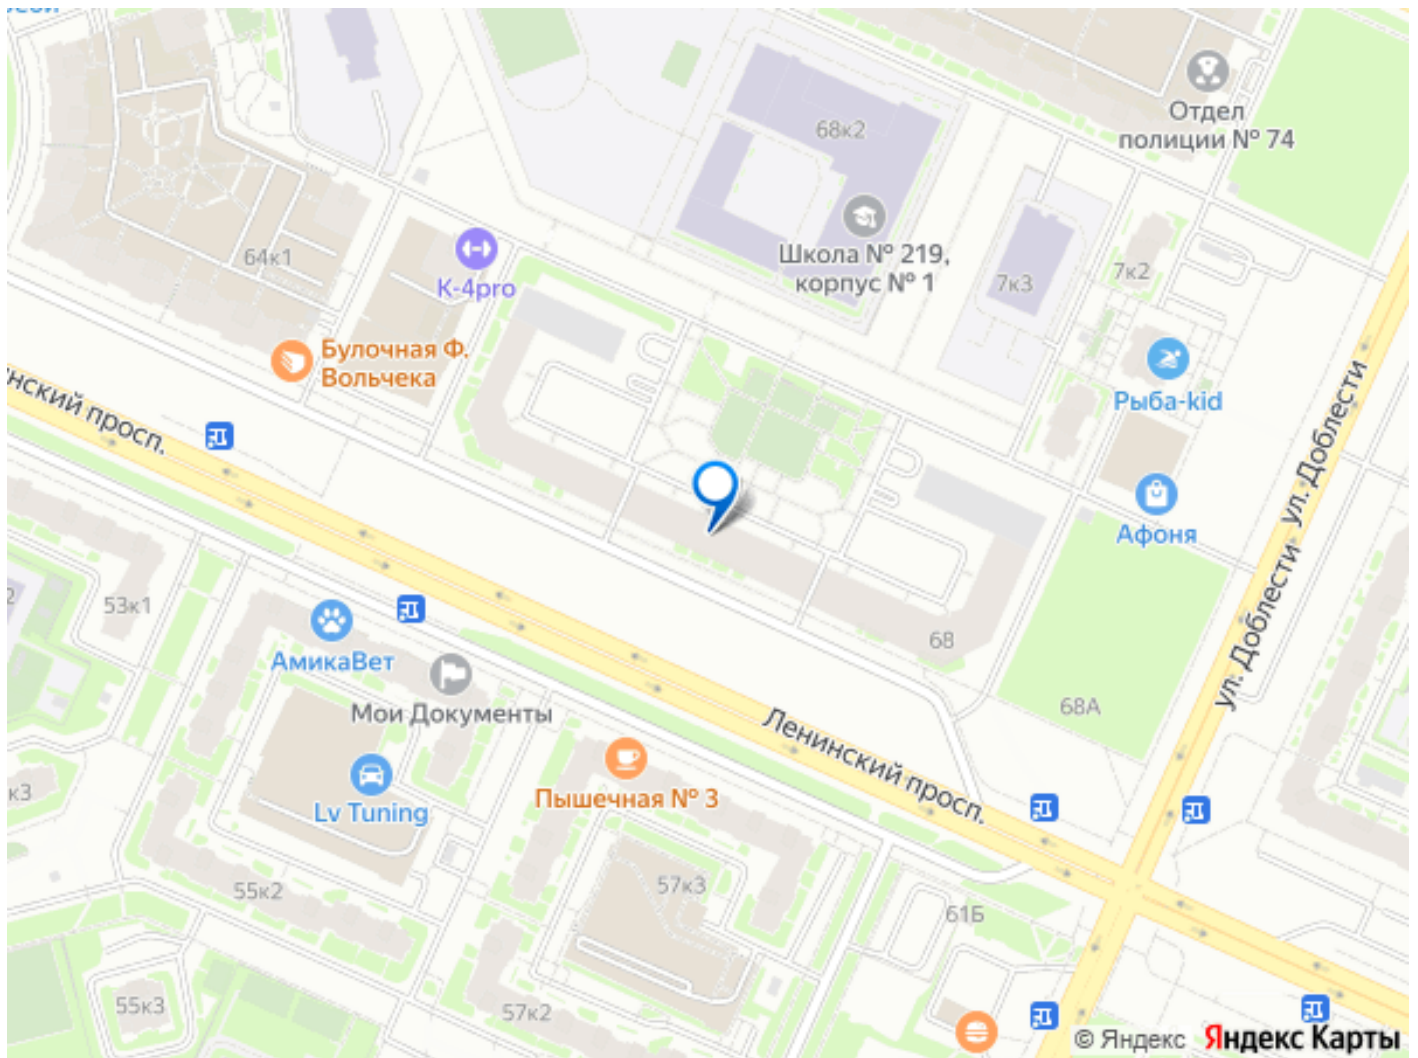 Отдел
полиции № 74
68к2
Школа № 219,
корпус № 1
64к1
К-4pro
7к3
7к2
Булочная Ф.
Вольчека
Рыба-kid
нский просп.
ул. Доблести
Афоня
ул. Доблести
53к1
68
АмикаВет
Мои Документы
68А
Ленинский просп.
Lv Tuning
Пышечная № 3
к3
55к2
57к3
61Б
55к3
57к2
© Яндекс Яндекс Карты